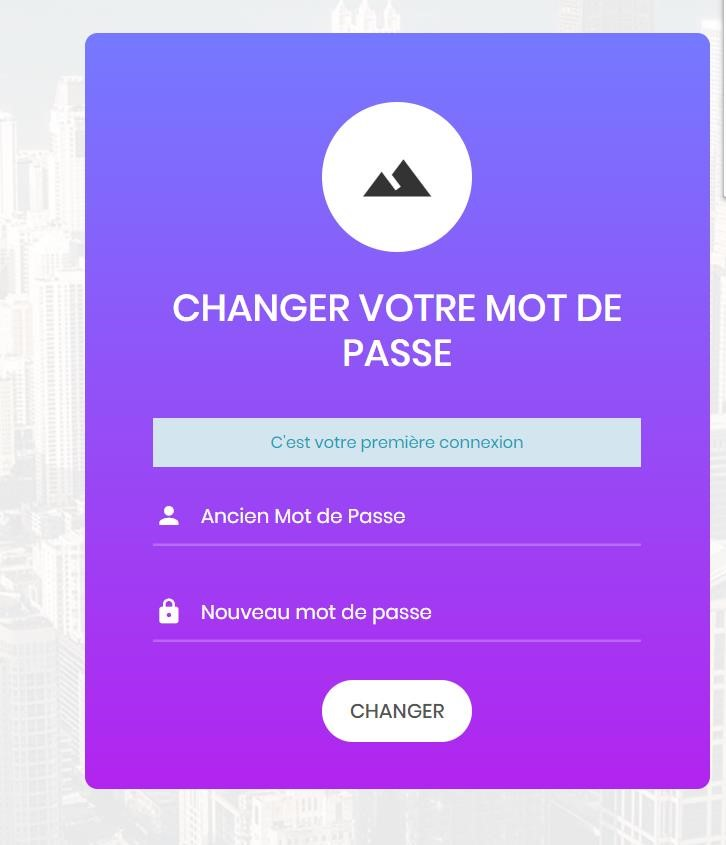 CHANGER VOTRE MOT DE
PASSE
C'est votre première connexion
Ancien Mot de Passe
Nouveau mot de passe
CHANGER